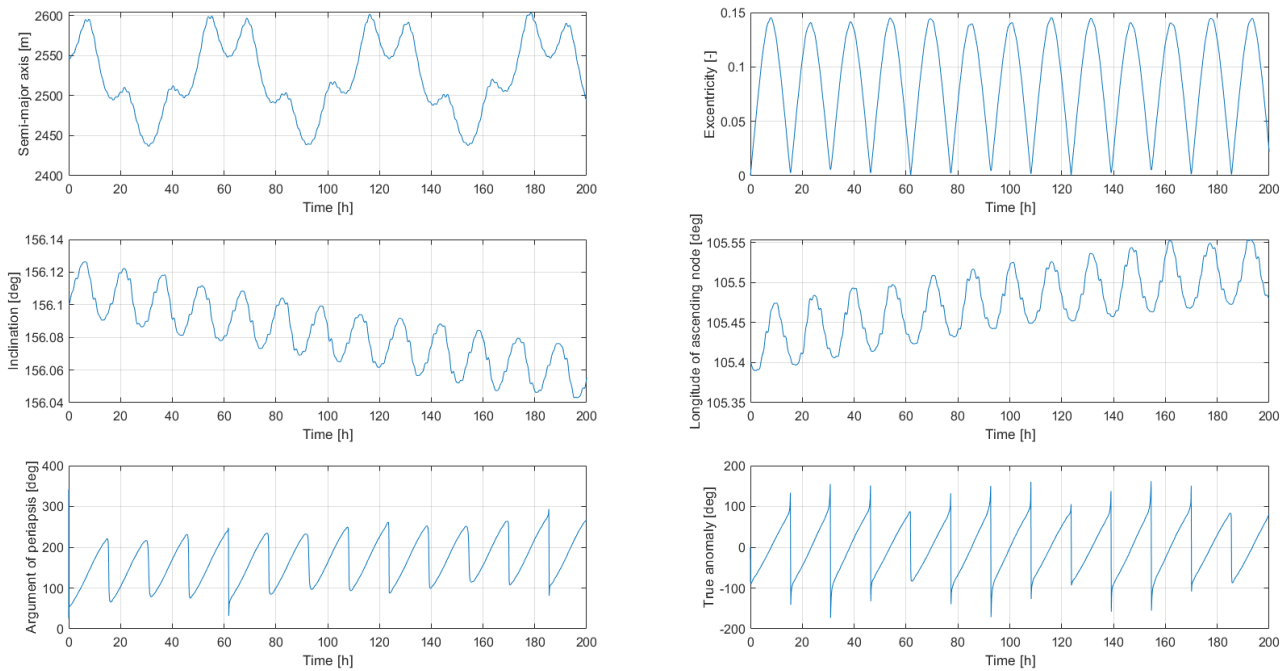 Semi-major axis [m]
2600
2550
2500
2450
2400
0 20 40 60 80 100 120 140 160 180 200
Time [h]
Excentricity [-]
0.15
0.1
0.05
0
0 20 40 60 80 100 120 140 160 180 200
Time [h]
Inclination [deg]
156.14
156.12
156.1
156.08
156.06
156.04
0 20 40 60 80 100 120 140 160 180 200
Time [h]
Longitude of ascending node [deg]
105.55
105.5
105.45
105.4
105.35
0 20 40 60 80 100 120 140 160 180 200
Time [h]
Argument of periapsis [deg]
400
300
200
100
0
0 20 40 60 80 100 120 140 160 180 200
Time [h]
True anomaly [deg]
200
100
0
-100
-200
0 20 40 60 80 100 120 140 160 180 200
Time [h]